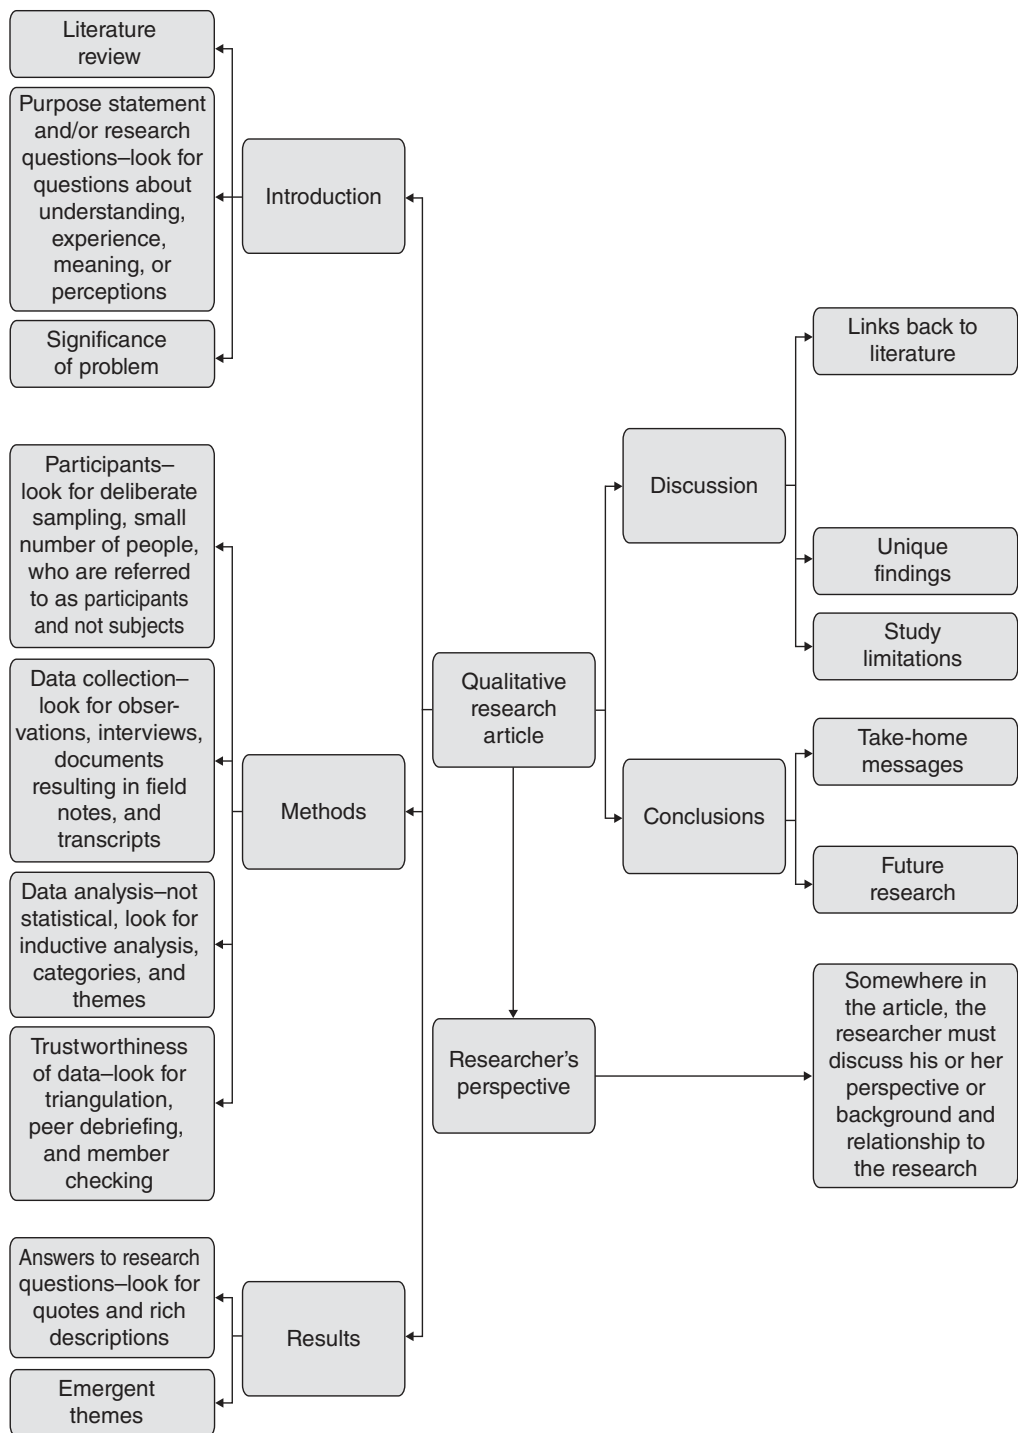 Literature
review
Purpose statement
and/or research
questions–look for
questions about
understanding,
experience,
meaning, or
perceptions
Significance
of problem
Introduction
Participants–
look for deliberate
sampling, small
number of people,
who are referred
to as participants
and not subjects
Data collection–
look for obser-
vations, interviews,
documents
resulting in field
notes, and
transcripts
Data analysis–not
statistical, look for
inductive analysis,
categories, and
themes
Trustworthiness
of data–look for
triangulation,
peer debriefing,
and member
checking
Methods
Answers to research
questions–look for
quotes and rich
descriptions
Emergent
themes
Results
Qualitative
research
article
Researcher's
perspective
Discussion
Conclusions
Links back to
literature
Unique
findings
Study
limitations
Take-home
messages
Future
research
Somewhere in
the article, the
researcher must
discuss his or her
perspective or
background and
relationship to
the research